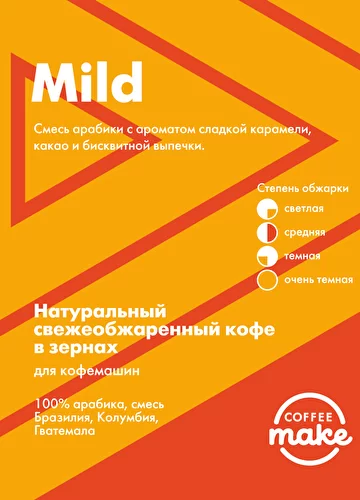 Mild
Смесь арабики с ароматом сладкой карамели,
какао и бисквитной выпечки.
Степень обжарки
светлая
средняя
темная
очень темная
Натуральный
свежеобжаренный кофе
в зернах
для кофемашин
100% арабика, смесь
Бразилия, Колумбия,
Гватемала
COFFEE
make